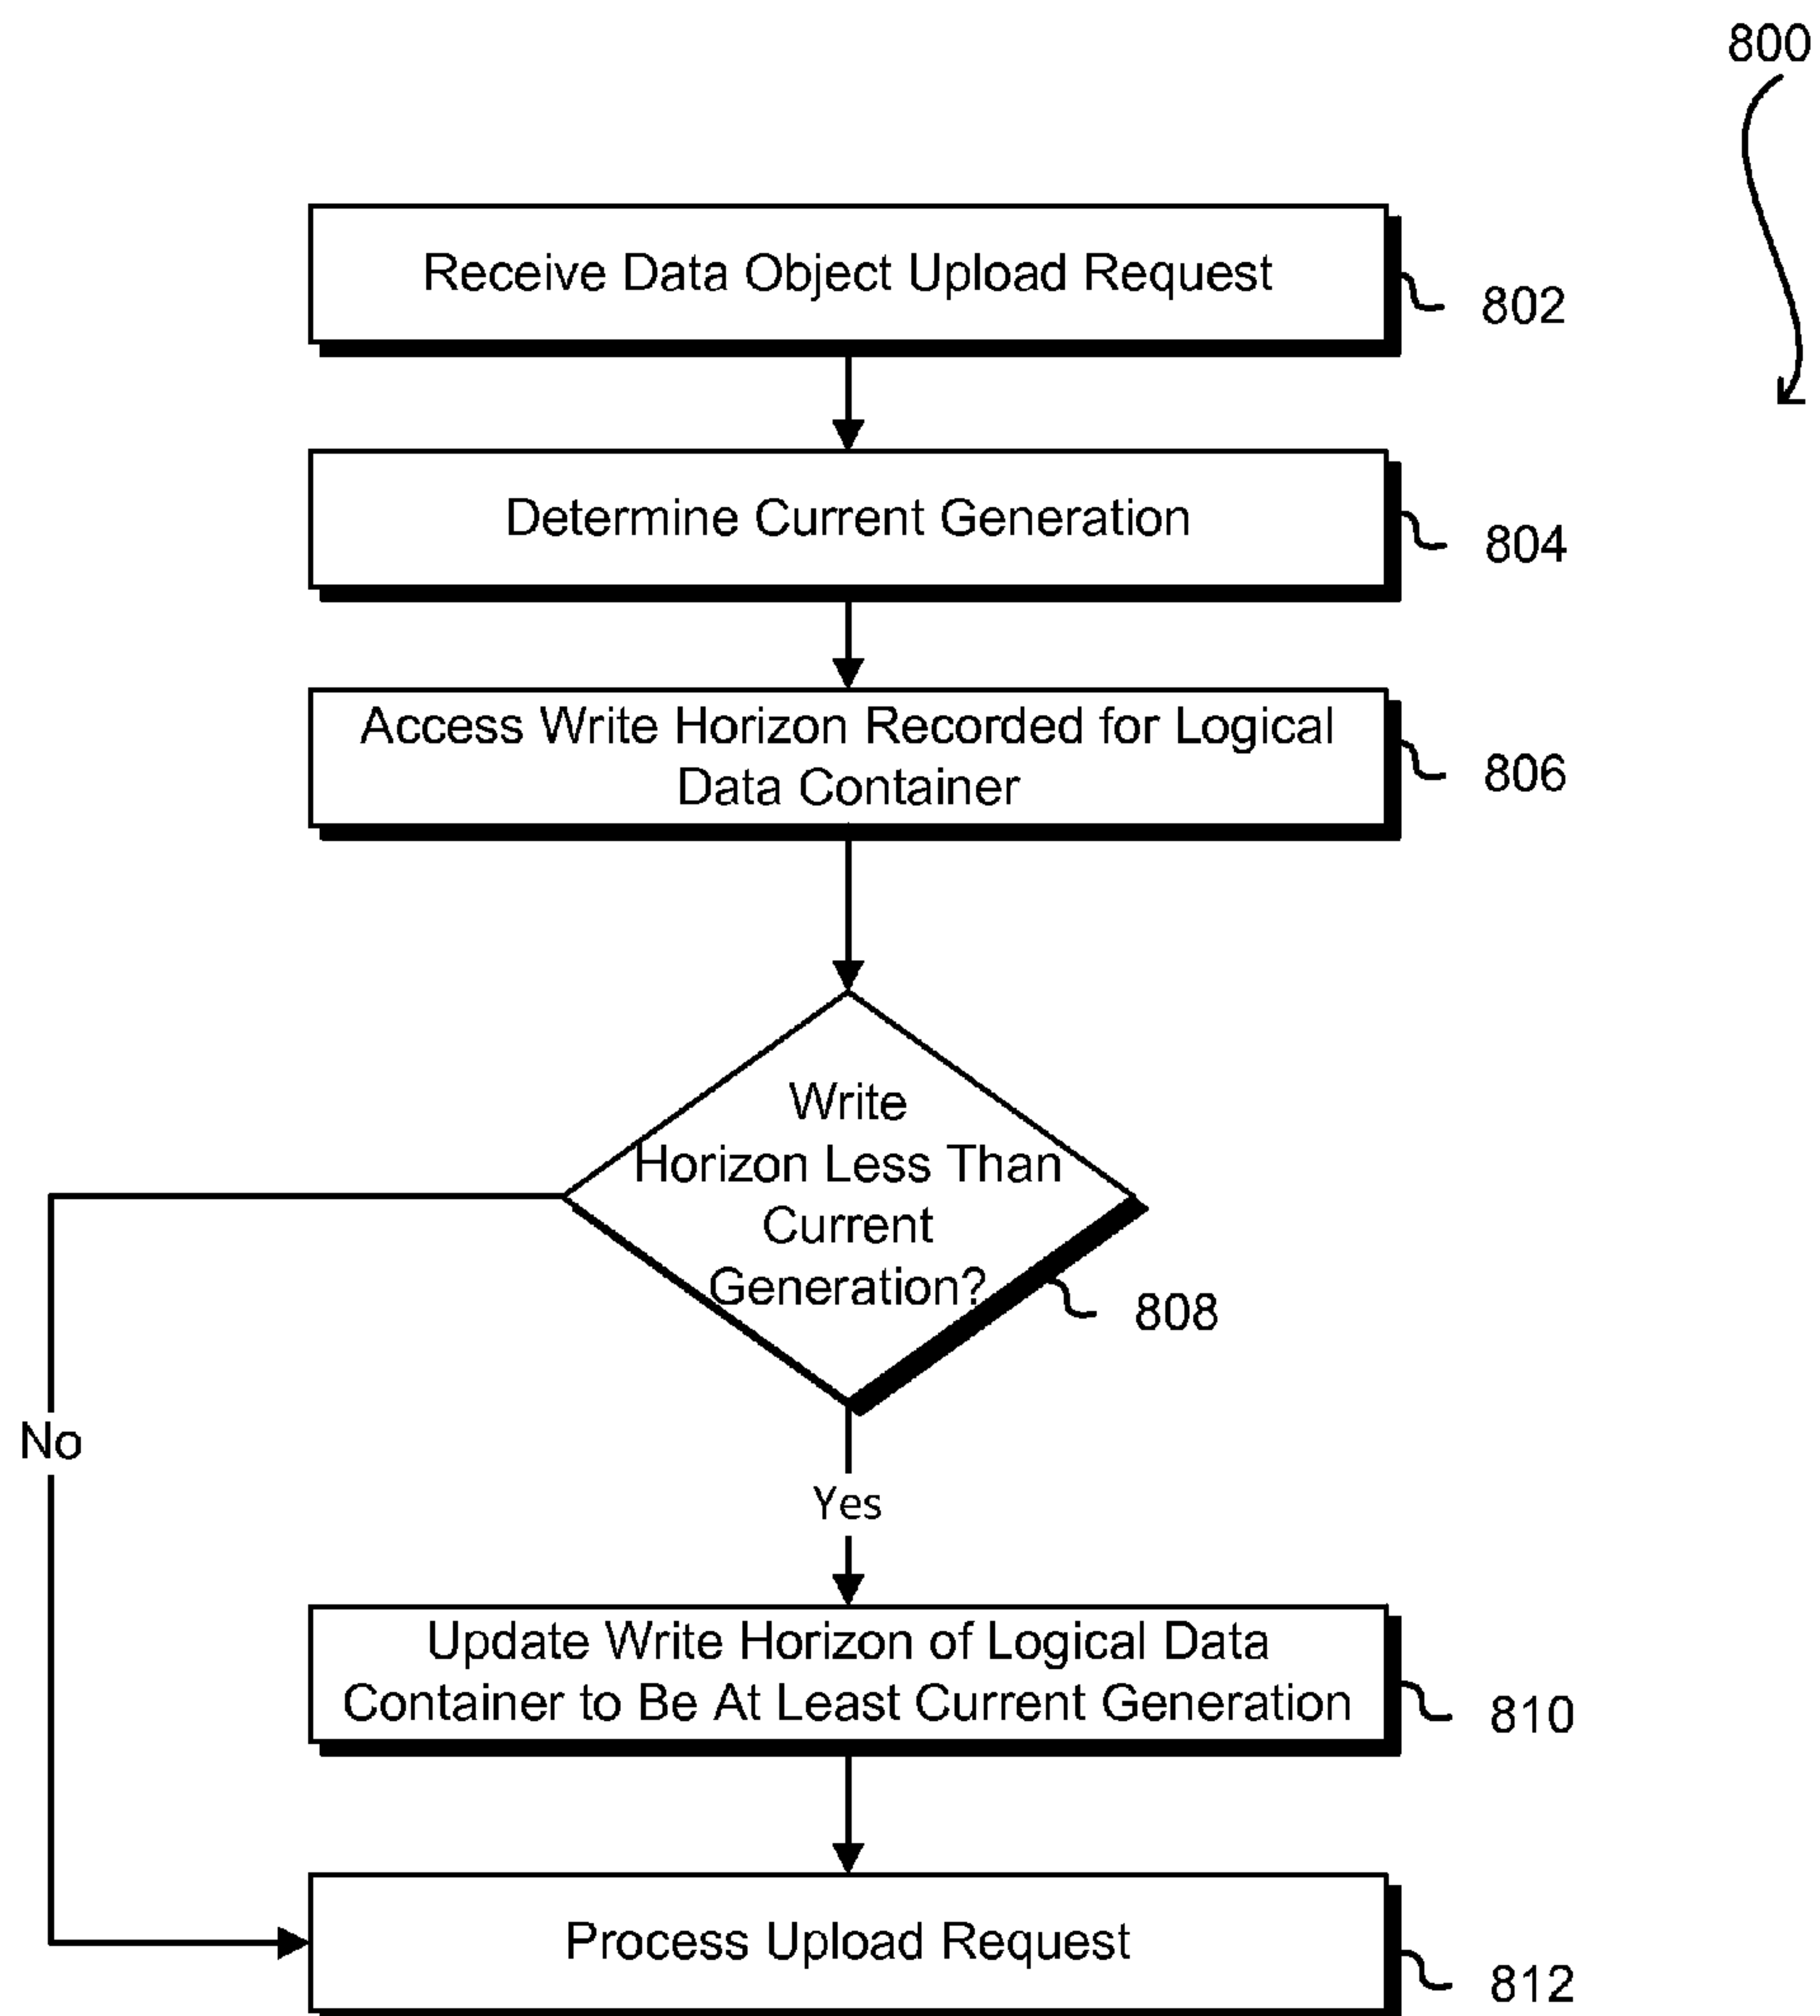 800
Receive Data Object Upload Request
802
Determine Current Generation
804
Access Write Horizon Recorded for Logical
Data Container
806
Write
Horizon Less Than
Current
Generation?
808
No
Yes
Update Write Horizon of Logical Data
Container to Be At Least Current Generation
810
Process Upload Request
812